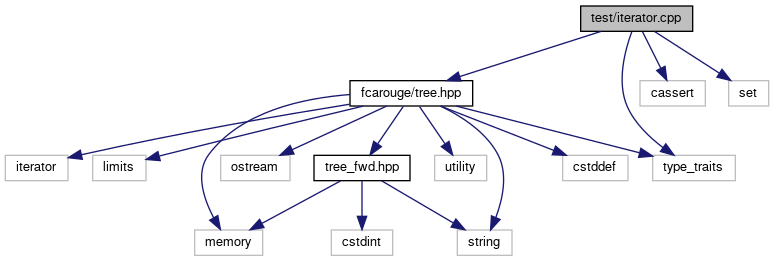 test/iterator.cpp
fcarouge/tree.hpp
cassert
set
iterator
limits
ostream
tree_fwd.hpp
utility
cstddef
type_traits
memory
cstdint
string